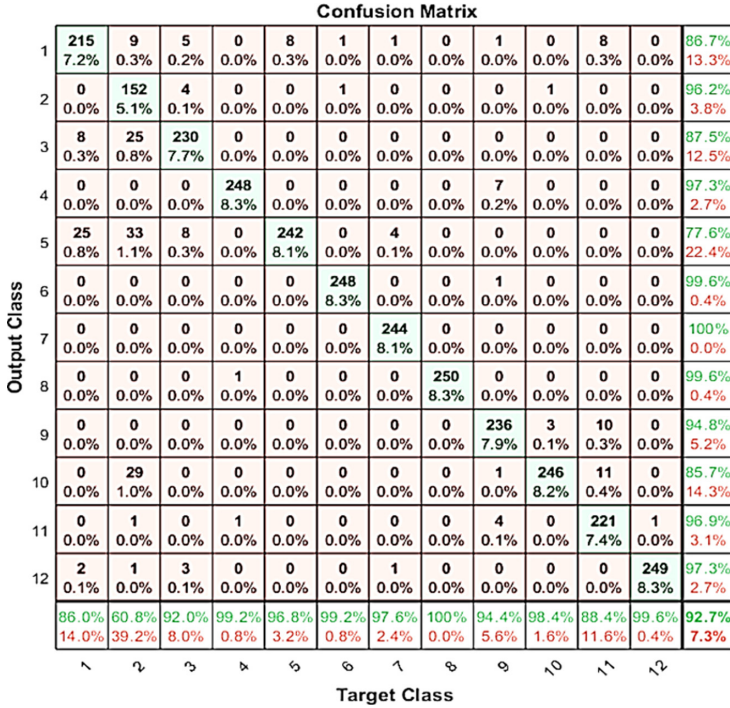 Confusion Matrix
1 215 9 5 0 8 1 1 0 1 0 8 0 86.7%
7.2% 0.3% 0.2% 0.0% 0.3% 0.0% 0.0% 0.0% 0.0% 0.0% 0.3% 0.0% 13.3%
2 0 152 4 0 0 1 0 0 0 1 0 0 96.2%
0.0% 5.1% 0.1% 0.0% 0.0% 0.0% 0.0% 0.0% 0.0% 0.0% 0.0% 0.0% 3.8%
3 8 25 230 0 0 0 0 0 0 0 0 0 87.5%
0.3% 0.8% 7.7% 0.0% 0.0% 0.0% 0.0% 0.0% 0.0% 0.0% 0.0% 0.0% 12.5%
4 0 0 0 248 0 0 0 0 7 0 0 0 97.3%
0.0% 0.0% 0.0% 8.3% 0.0% 0.0% 0.0% 0.0% 0.2% 0.0% 0.0% 0.0% 2.7%
5 25 33 8 0 242 0 4 0 0 0 0 0 77.6%
0.8% 1.1% 0.3% 0.0% 8.1% 0.0% 0.1% 0.0% 0.0% 0.0% 0.0% 0.0% 22.4%
6 0 0 0 0 0 248 0 0 1 0 0 0 99.6%
0.0% 0.0% 0.0% 0.0% 0.0% 8.3% 0.0% 0.0% 0.0% 0.0% 0.0% 0.0% 0.4%
7 0 0 0 0 0 0 244 0 0 0 0 0 100%
0.0% 0.0% 0.0% 0.0% 0.0% 0.0% 8.1% 0.0% 0.0% 0.0% 0.0% 0.0% 0.0%
8 0 0 0 1 0 0 0 250 0 0 0 0 99.6%
0.0% 0.0% 0.0% 0.0% 0.0% 0.0% 0.0% 8.3% 0.0% 0.0% 0.0% 0.0% 0.4%
9 0 0 0 0 0 0 0 0 236 3 10 0 94.8%
0.0% 0.0% 0.0% 0.0% 0.0% 0.0% 0.0% 0.0% 7.9% 0.1% 0.3% 0.0% 5.2%
10 0 29 0 0 0 0 0 0 1 246 11 0 85.7%
0.0% 1.0% 0.0% 0.0% 0.0% 0.0% 0.0% 0.0% 0.0% 8.2% 0.4% 0.0% 14.3%
11 0 1 0 1 0 0 0 0 4 0 221 1 96.9%
0.0% 0.0% 0.0% 0.0% 0.0% 0.0% 0.0% 0.0% 0.1% 0.0% 7.4% 0.0% 3.1%
12 2 1 3 0 0 0 1 0 0 0 0 249 97.3%
0.1% 0.0% 0.1% 0.0% 0.0% 0.0% 0.0% 0.0% 0.0% 0.0% 0.0% 8.3% 2.7%
86.0% 60.8% 92.0% 99.2% 96.8% 99.2% 97.6% 100% 94.4% 98.4% 88.4% 99.6% 92.7%
14.0% 39.2% 8.0% 0.8% 3.2% 0.8% 2.4% 0.0% 5.6% 1.6% 11.6% 0.4% 7.3%
1 2 3 4 5 6 7 8 9 10 11 12
Target Class
Output Class